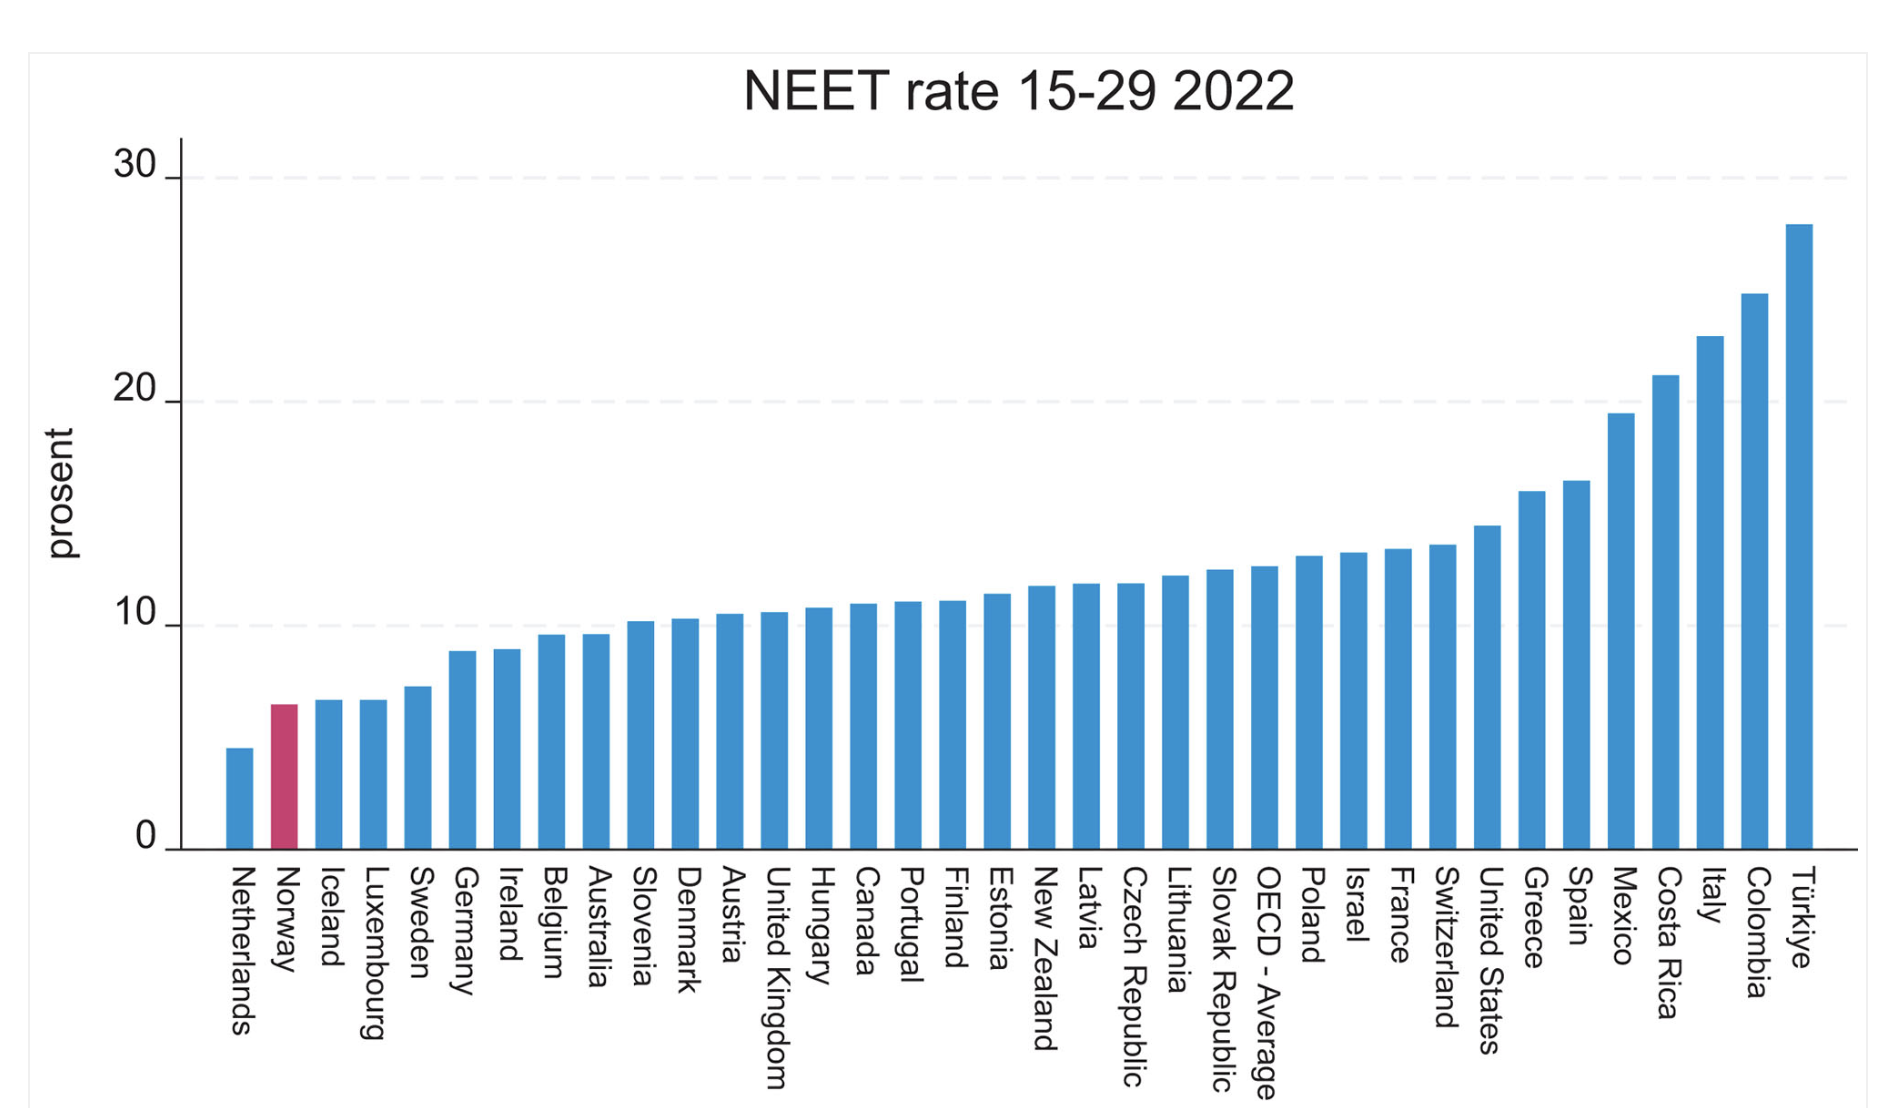 NEET rate 15-29 2022
prosent
30
20
10
0
Netherlands
Norway
Iceland
Luxembourg
Sweden
Germany
Ireland
Belgium
Australia
Slovenia
Denmark
Austria
United Kingdom
Hungary
Canada
Portugal
Finland
Estonia
New Zealand
Latvia
Czech Republic
Lithuania
Slovak Republic
OECD - Average
Poland
Israel
France
Switzerland
United States
Greece
Spain
Mexico
Costa Rica
Italy
Colombia
Türkiye